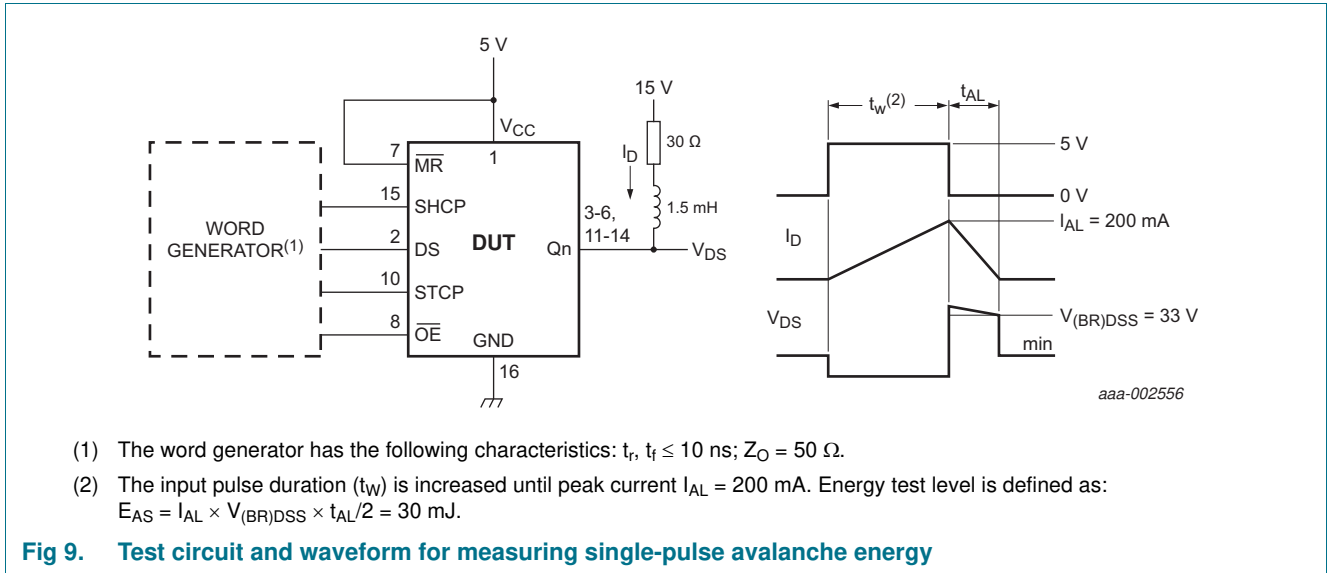 5 V
15 V
VCC
7
MR
1
ID
30 Ω
15
SHCP
1.5 mH
WORD
GENERATOR(1)
2
DS
DUT
3-6,
11-14
Qn
VDS
10
STCP
8
OE
GND
16
tW(2)
tAL
5 V
0 V
IAL = 200 mA
ID
VDS
V(BR)DSS = 33 V
min
aaa-002556
(1) The word generator has the following characteristics: tr, tf ≤ 10 ns; ZO = 50 Ω.
(2) The input pulse duration (tW) is increased until peak current IAL = 200 mA. Energy test level is defined as:
EAS = IAL × V(BR)DSS × tAL/2 = 30 mJ.
Fig 9. Test circuit and waveform for measuring single-pulse avalanche energy